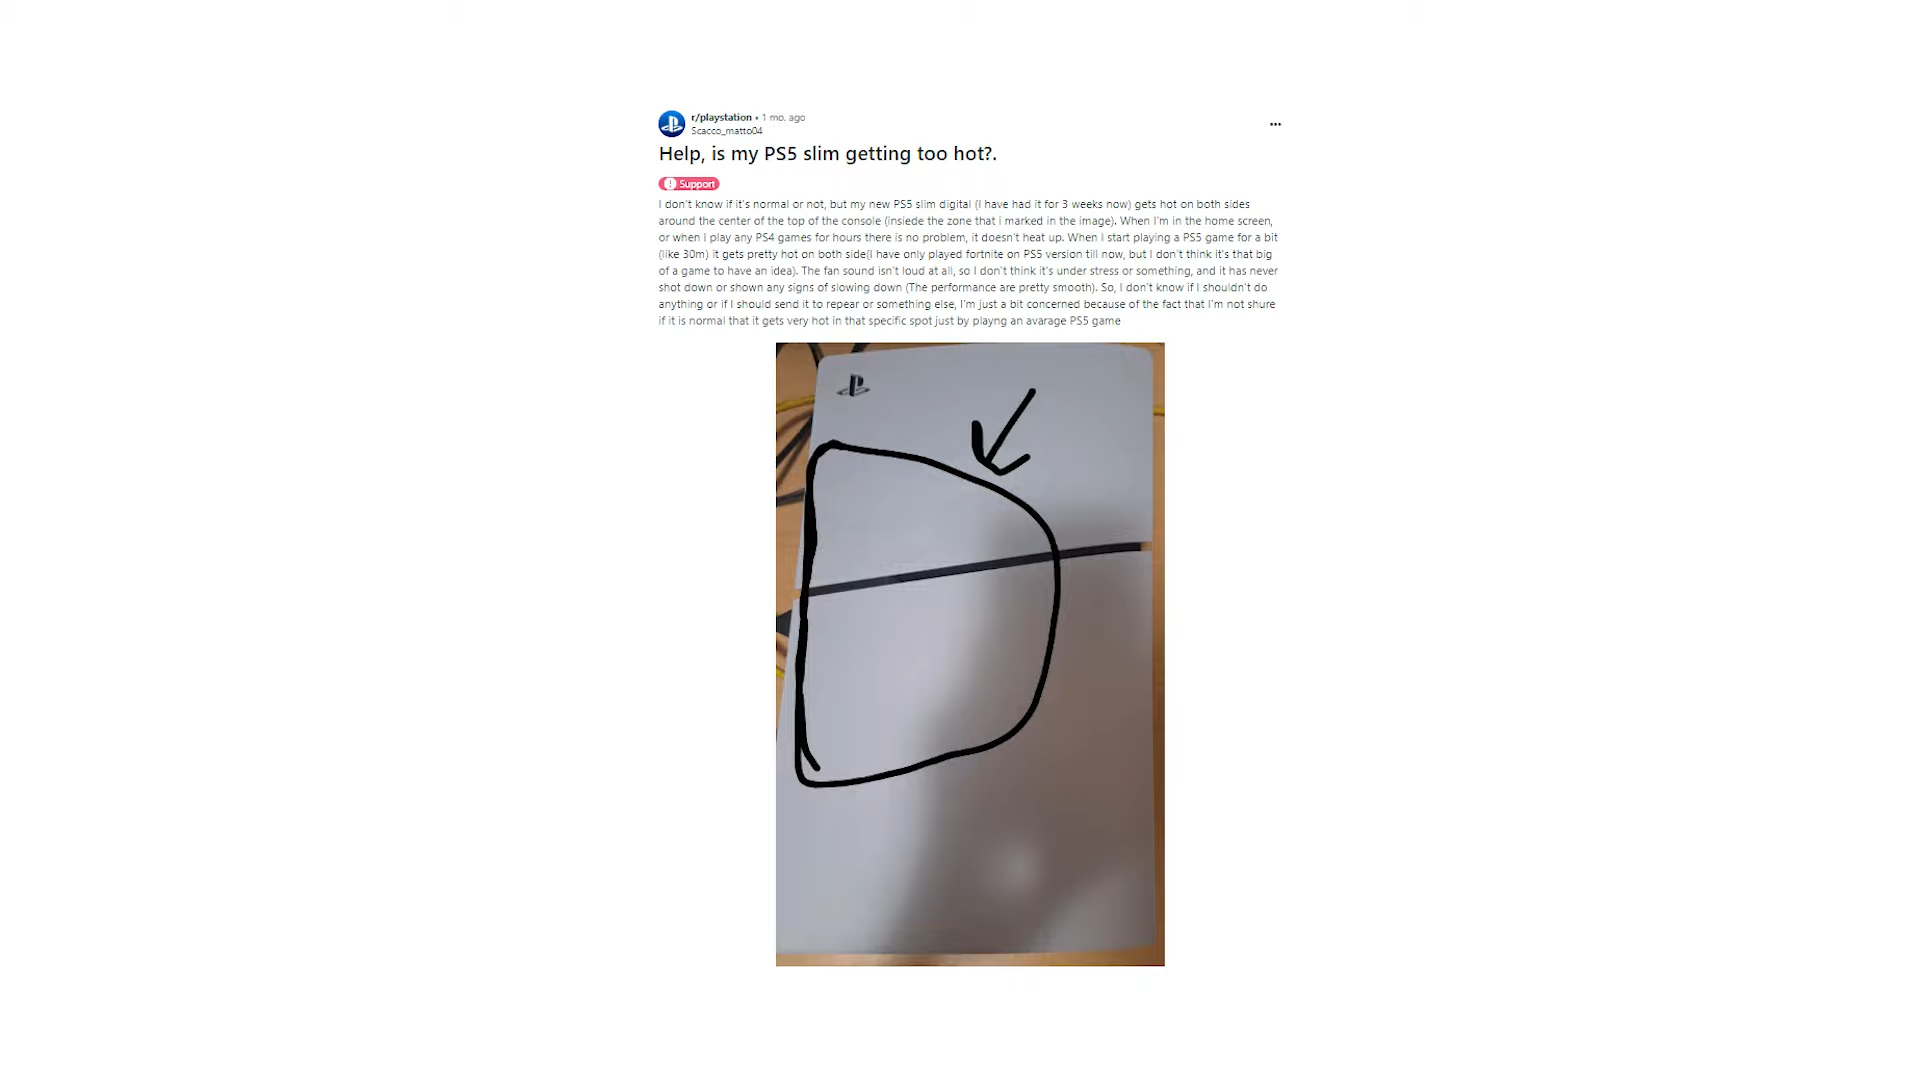 r/playstation • 1 mo. ago
Scacco_matto04
Help, is my PS5 slim getting too hot?.
Support
I don't know if it's normal or not, but my new PS5 slim digital (I have had it for 3 weeks now) gets hot on both sides
around the center of the top of the console (insiede the zone that i marked in the image). When I'm in the home screen,
or when I play any PS4 games for hours there is no problem, it doesn't heat up. When I start playing a PS5 game for a bit
(like 30m) it gets pretty hot on both side(I have only played fortnite on PS5 version till now, but I don't think it's that big
of a game to have an idea). The fan sound isn't loud at all, so I don't think it's under stress or something, and it has never
shot down or shown any signs of slowing down (The performance are pretty smooth). So, I don't know if I shouldn't do
anything or if I should send it to repear or something else, I'm just a bit concerned because of the fact that I'm not shure
if it is normal that it gets very hot in that specific spot just by playng an avarage PS5 game